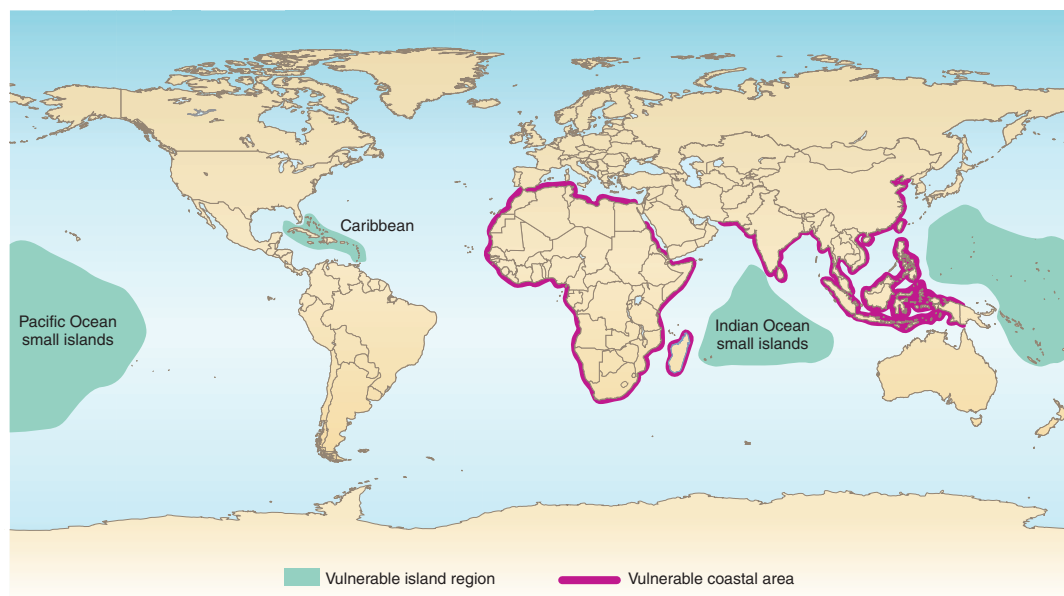 Caribbean
Pacific Ocean
small islands
Indian Ocean
small islands
Vulnerable island region
Vulnerable coastal area